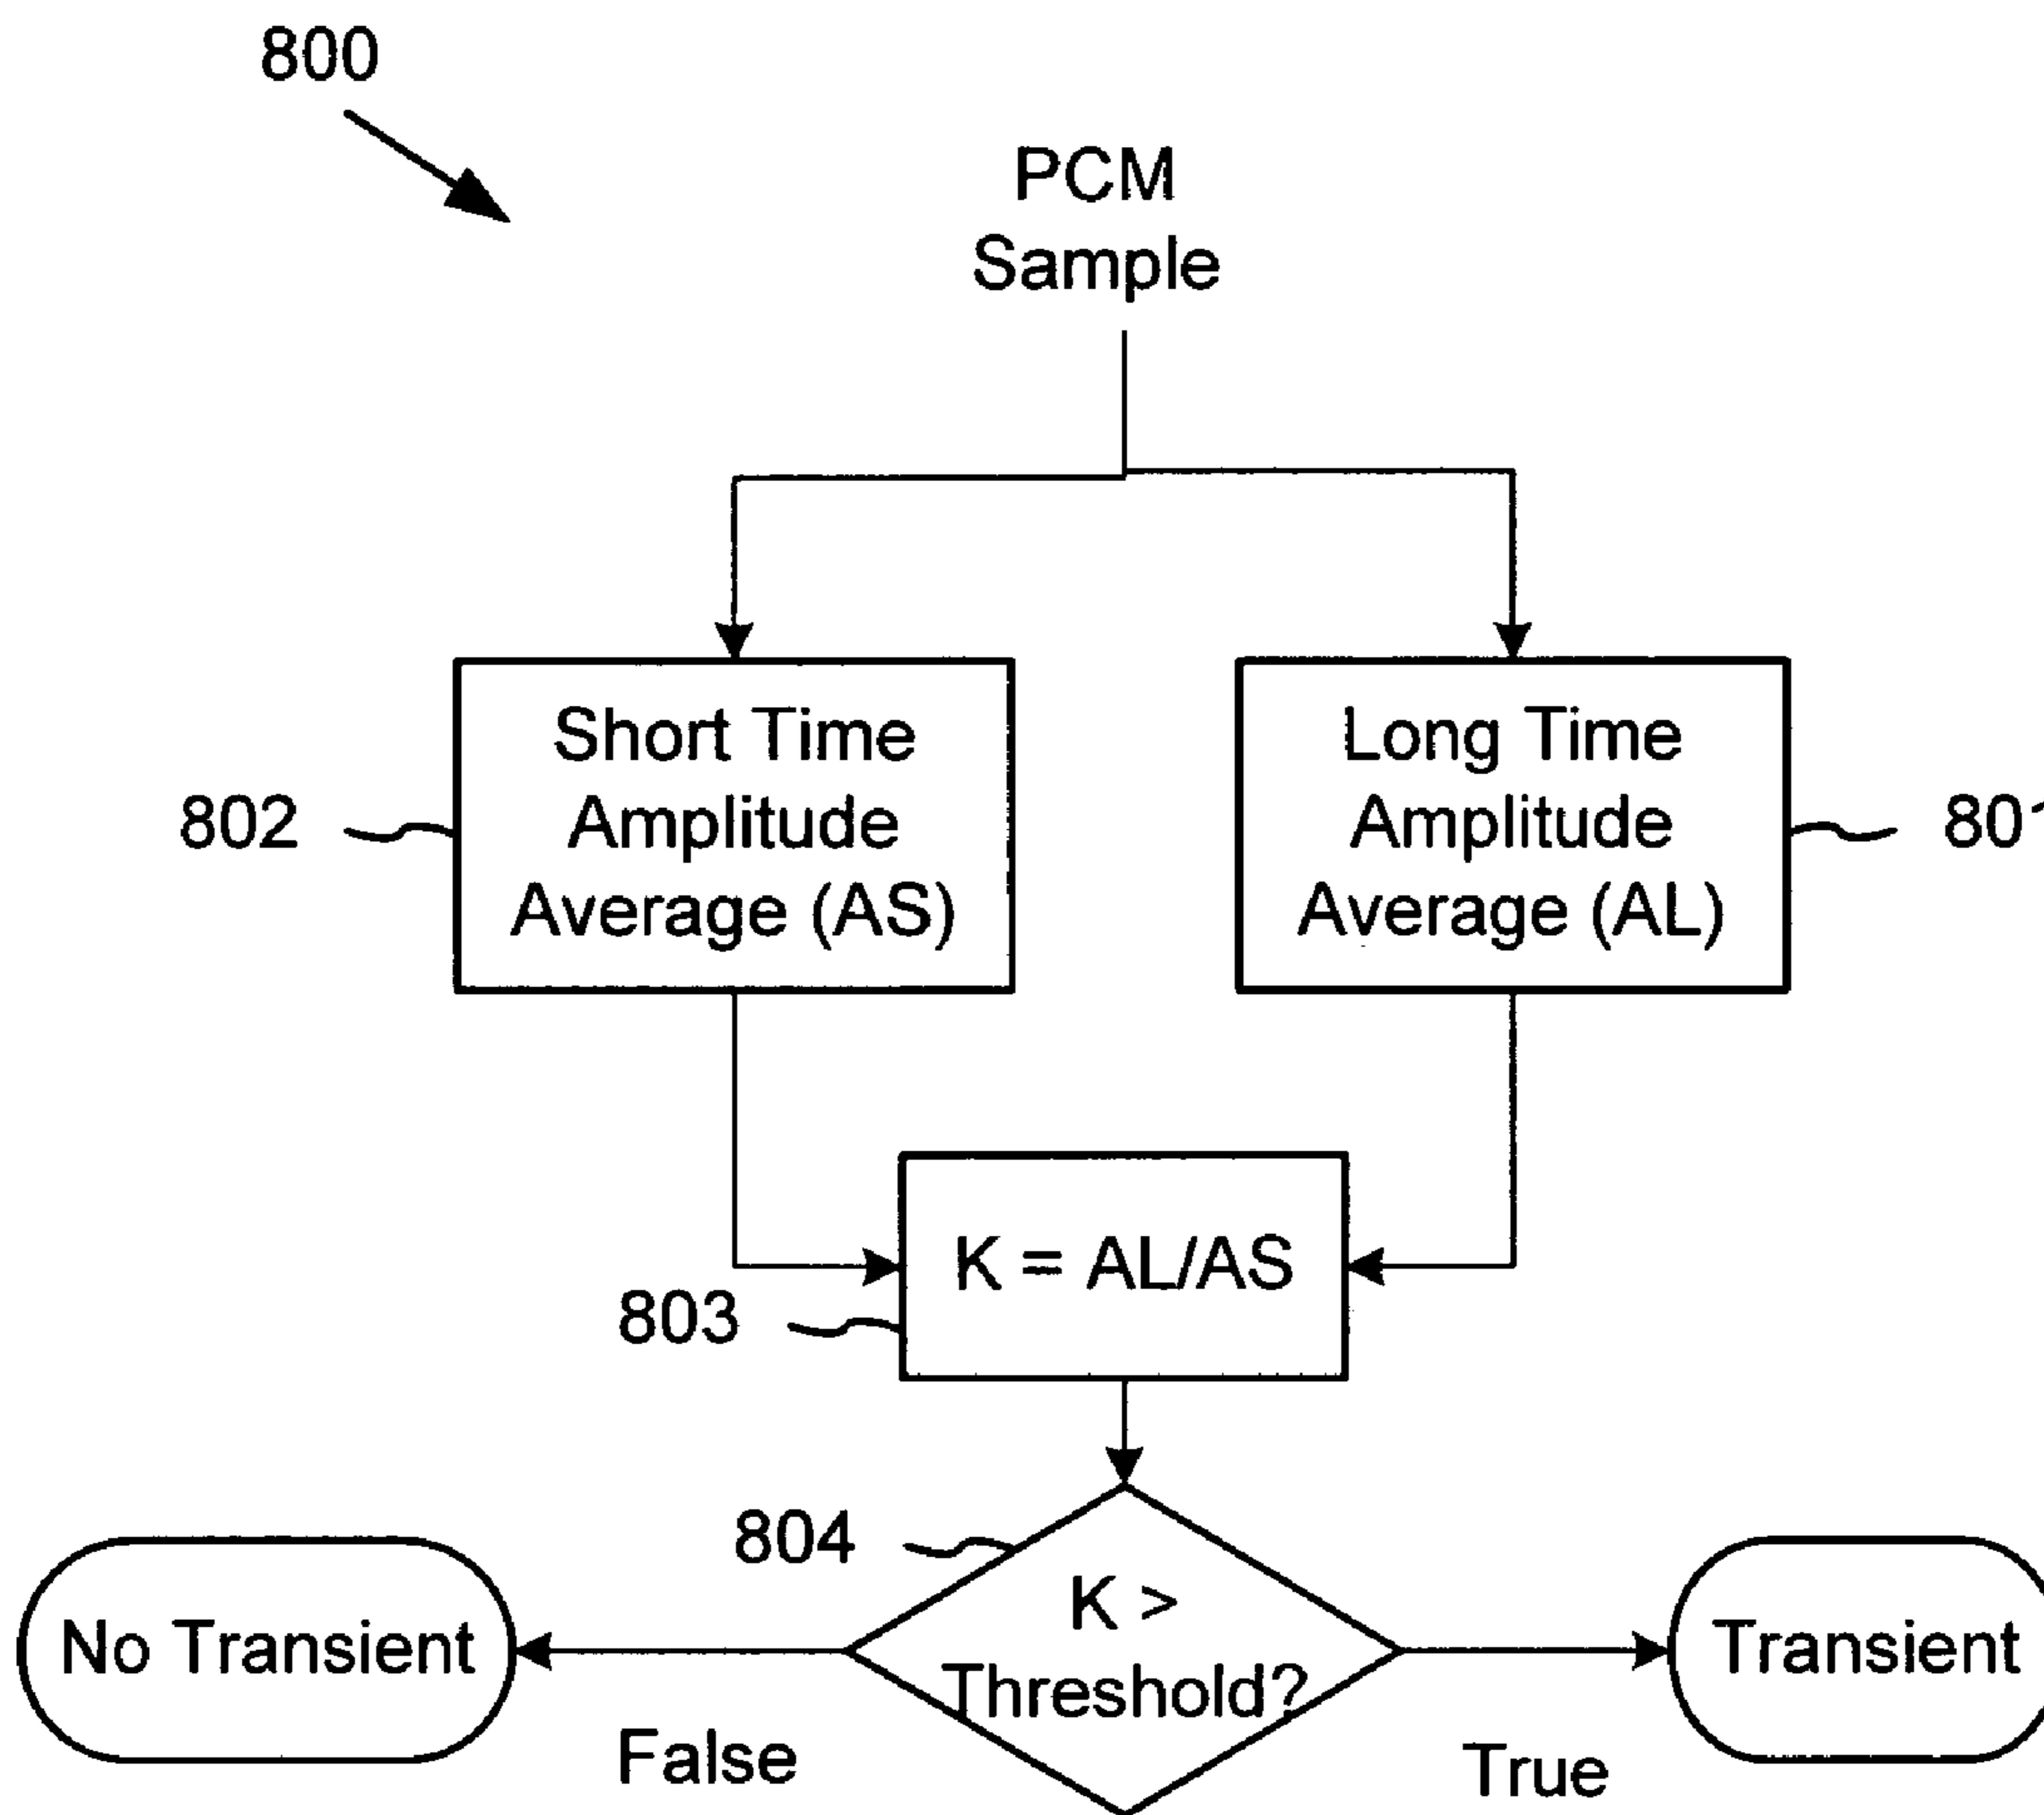 800
PCM
Sample
Short Time
Amplitude
Average (AS)
802
Long Time
Amplitude
Average (AL)
801
K = AL/AS
803
804
K >
Threshold?
No Transient
Transient
False
True